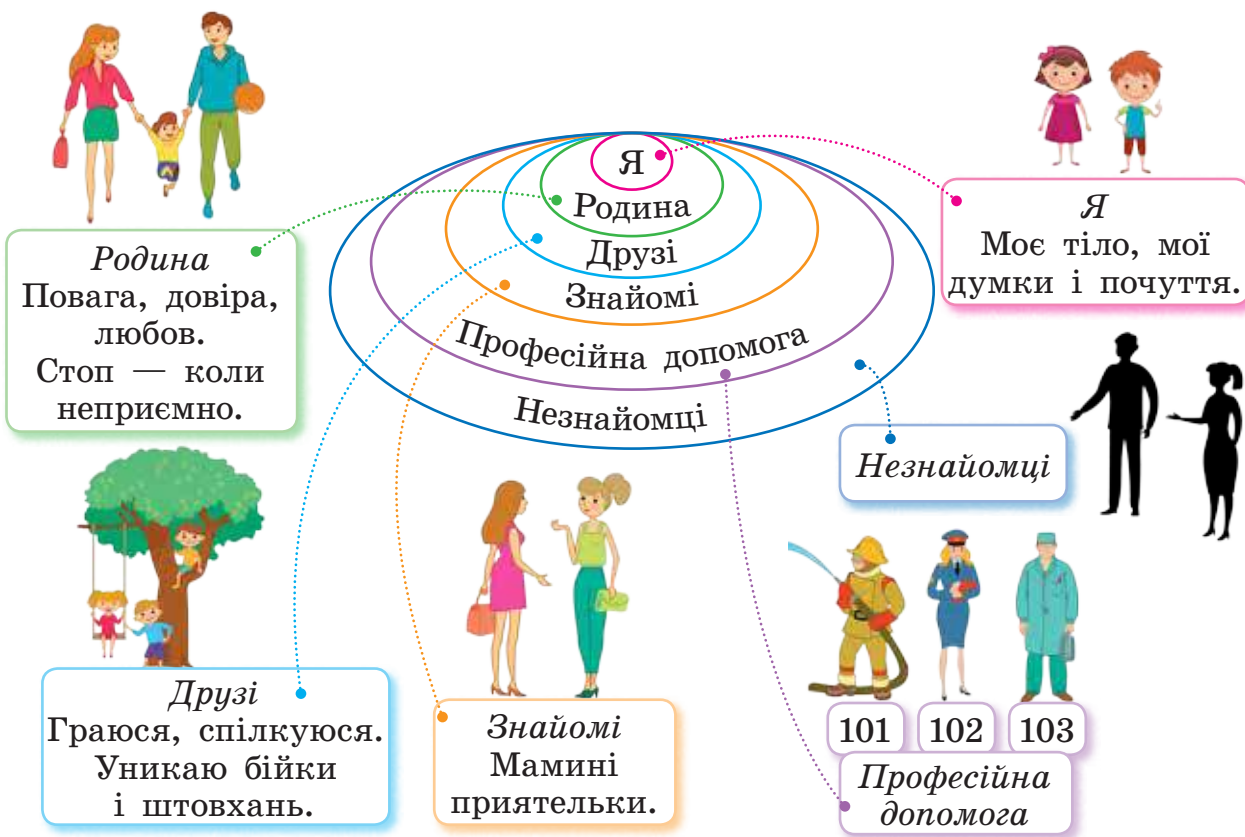 Я
Родина
Друзі
Знайомі
Професійна допомога
Незнайомці
Родина
Повага, довіра,
любов.
Стоп — коли
неприємно.
Я
Моє тіло, мої
думки і почуття.
Незнайомці
Друзі
Граюся, спілкуюся.
Уникаю бійки
і штовхань.
Знайомі
Мамині
приятельки.
101 102 103
Професійна
допомога